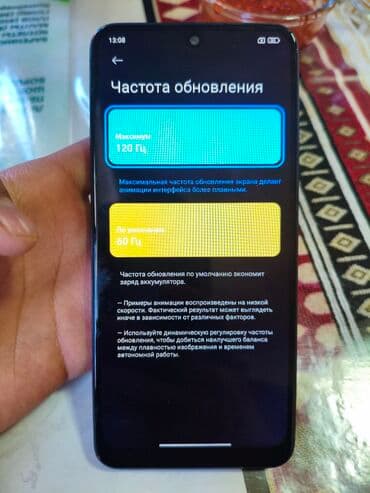 13:08
Частота обновления
Максимум
120 Гц
Максимальная частота обновления экрана делает
анимации интерфейса более плавными.
По умолчанию
60 Гц
Частота обновления по умолчанию экономит
заряд аккумулятора.
— Примеры анимации воспроизведены на низкой
скорости. Фактический результат может выглядеть
иначе в зависимости от различных факторов.
— Используйте динамическую регулировку частоты
обновления, чтобы добиться наилучшего баланса
между плавностью изображения и временем
автономной работы.